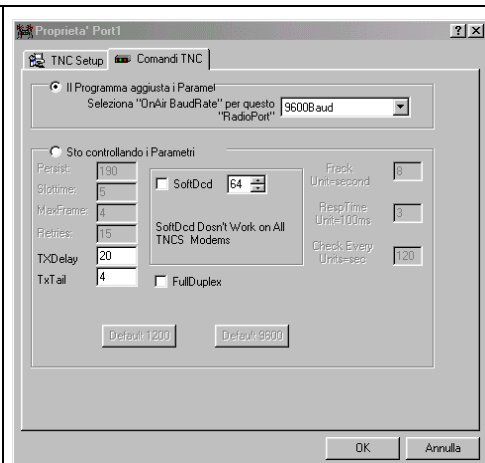 Proprieta' Port1
TNC Setup
Comandi TNC
Il Programma aggiusta i Paramel
Seleziona "OnAir BaudRate" per questo
"RadioPort"
9600Baud
Sto controllando i Parametri
Persist:
190
Slottime:
5
MaxFrame:
4
Retries:
15
TXDelay
20
TxTail
4
SoftDcd
64
SoftDcd Dosn't Work on All
TNCS Modems
FullDuplex
Frack
Unit=second
8
RespTime
Unit=100ms
3
Check Every
Units=sec
120
Default 1200
Default 9600
OK
Annulla